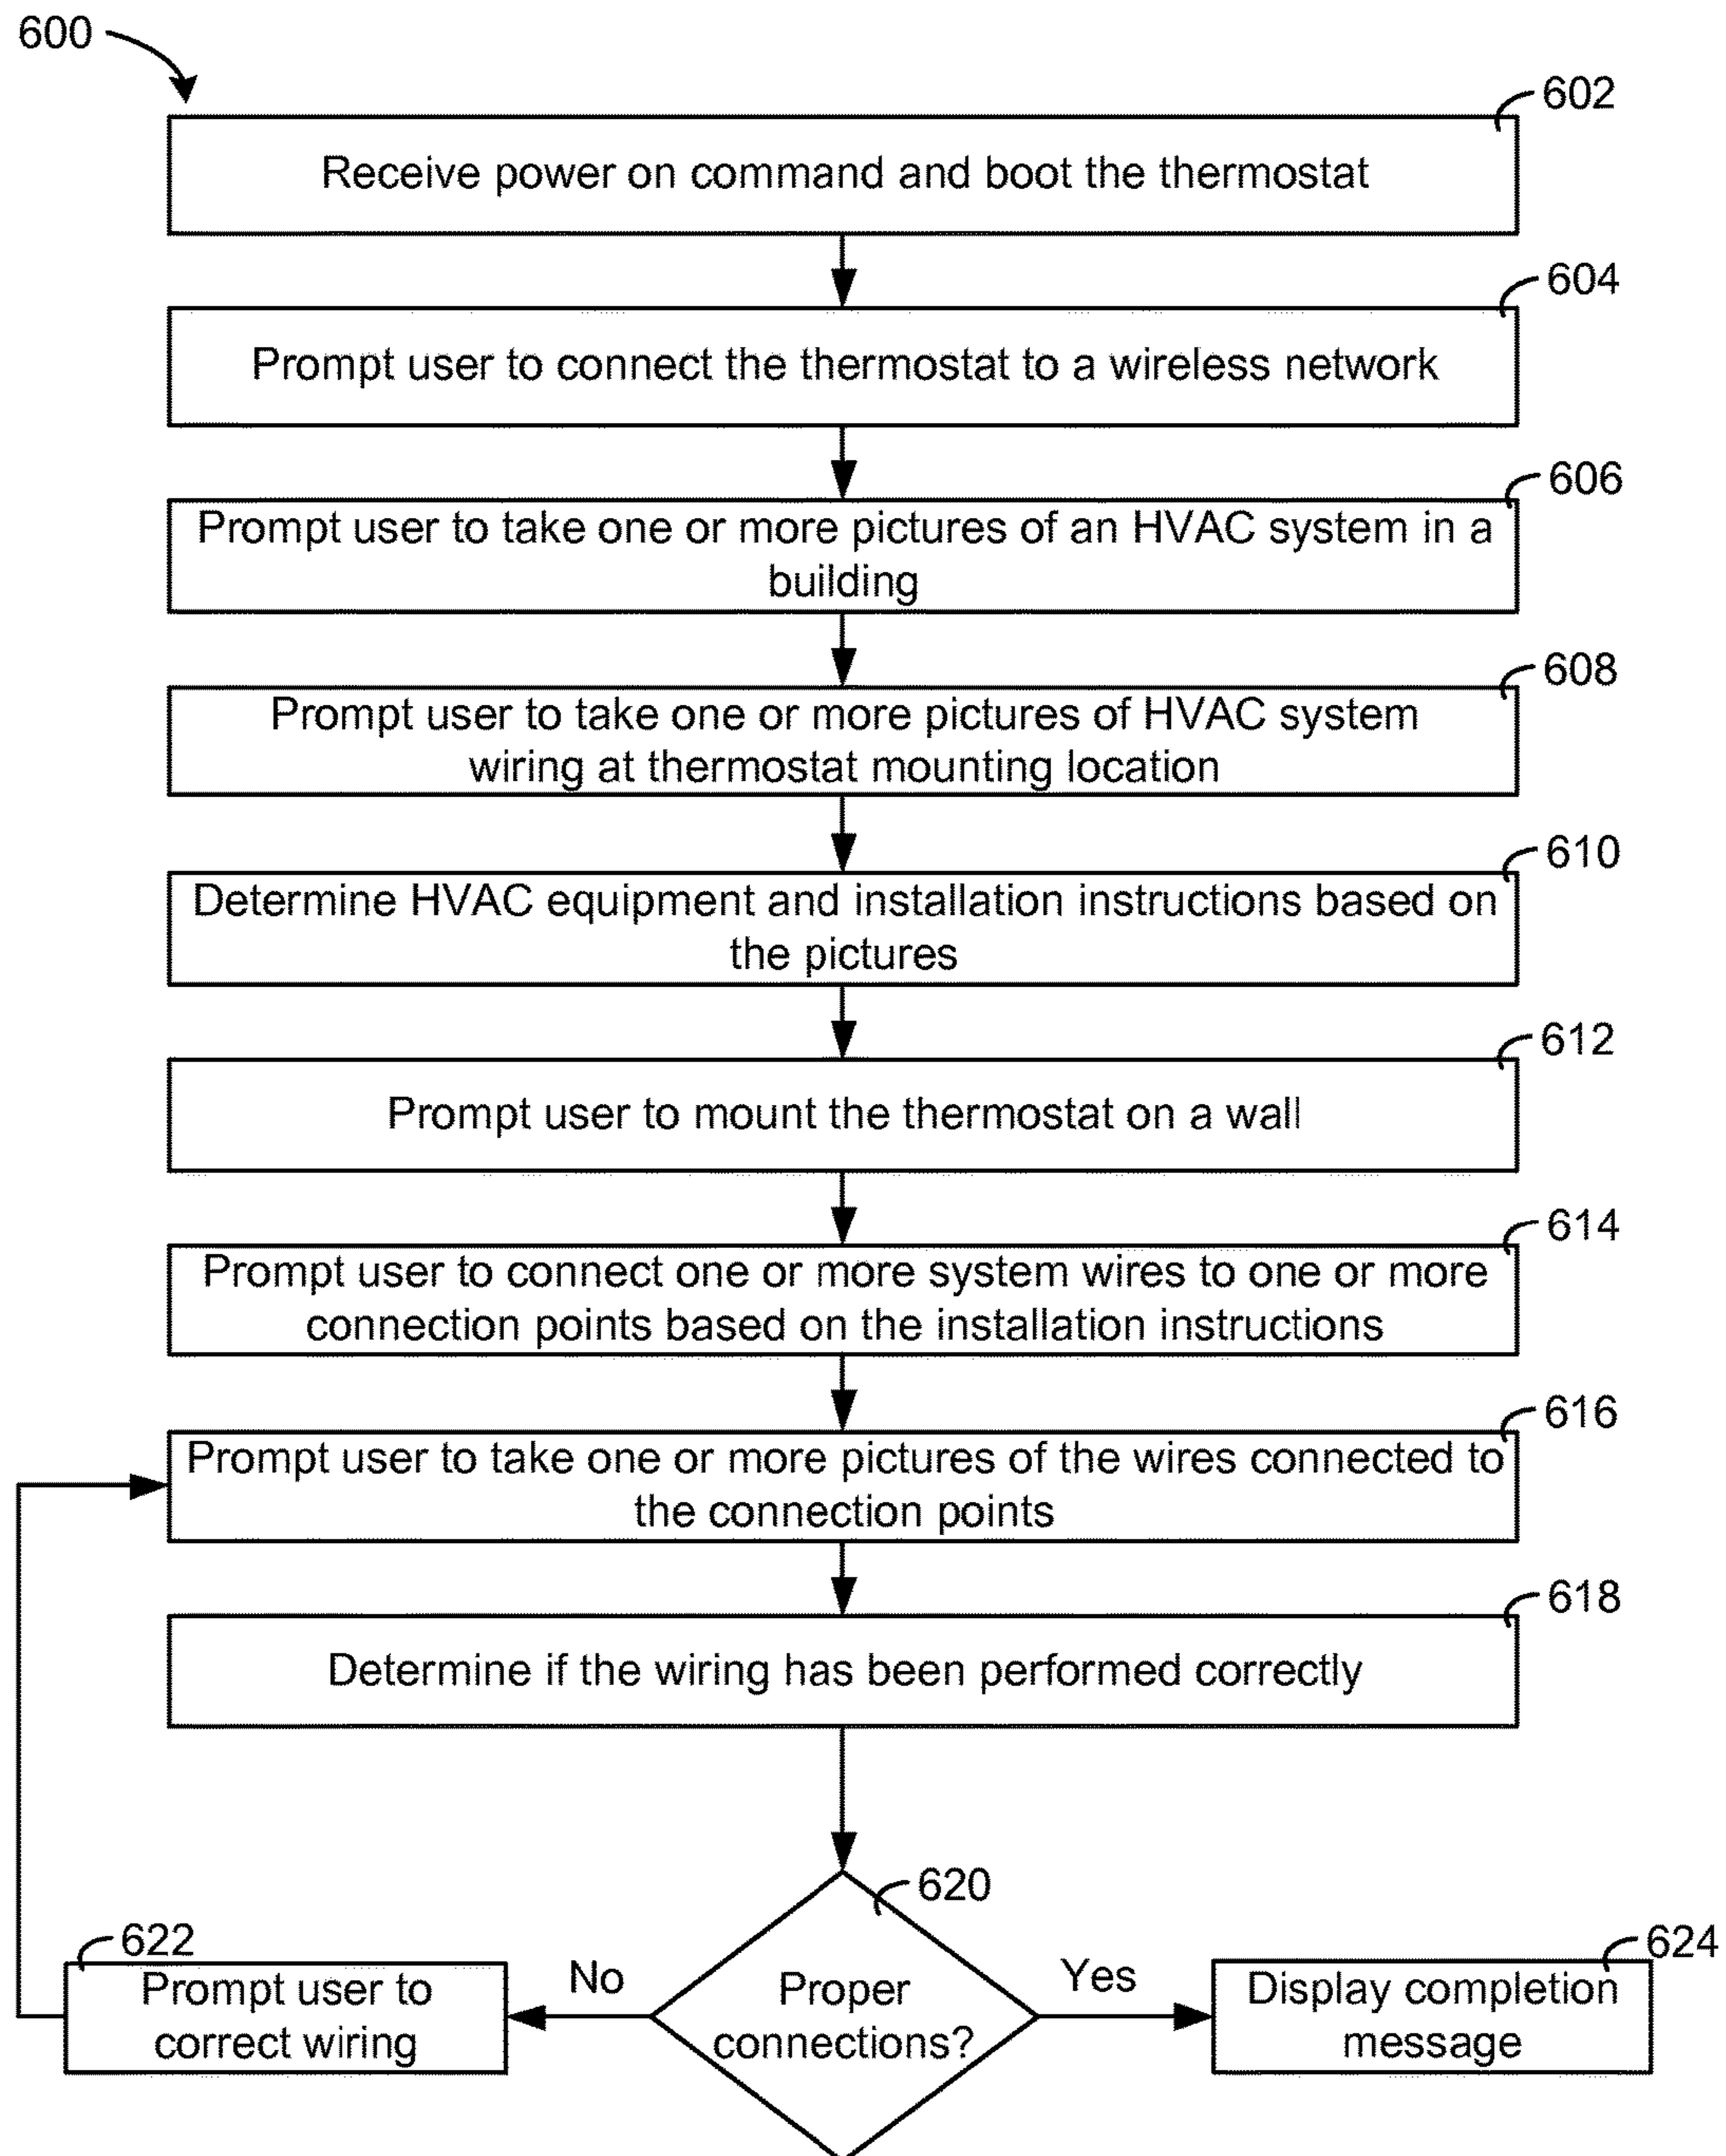 600
602
Receive power on command and boot the thermostat
604
Prompt user to connect the thermostat to a wireless network
606
Prompt user to take one or more pictures of an HVAC system in a
building
608
Prompt user to take one or more pictures of HVAC system
wiring at thermostat mounting location
610
Determine HVAC equipment and installation instructions based on
the pictures
612
Prompt user to mount the thermostat on a wall
614
Prompt user to connect one or more system wires to one or more
connection points based on the installation instructions
616
Prompt user to take one or more pictures of the wires connected to
the connection points
618
Determine if the wiring has been performed correctly
620
Proper
connections?
No
622
Prompt user to
correct wiring
Yes
624
Display completion
message